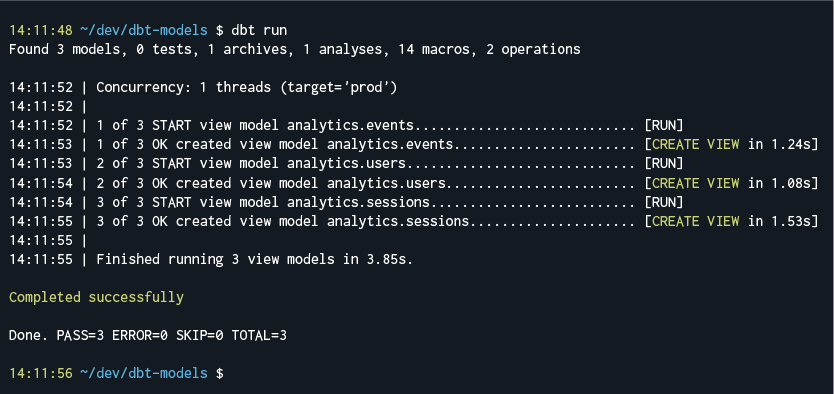 14:11:48 ~/dev/dbt-models $ dbt run
Found 3 models, 0 tests, 1 archives, 1 analyses, 14 macros, 2 operations
14:11:52 | Concurrency: 1 threads (target='prod')
14:11:52 |
14:11:52 | 1 of 3 START view model analytics.events............................ [RUN]
14:11:53 | 1 of 3 OK created view model analytics.events....................... [CREATE VIEW in 1.24s]
14:11:53 | 2 of 3 START view model analytics.users............................. [RUN]
14:11:54 | 2 of 3 OK created view model analytics.users........................ [CREATE VIEW in 1.08s]
14:11:54 | 3 of 3 START view model analytics.sessions.......................... [RUN]
14:11:55 | 3 of 3 OK created view model analytics.sessions..................... [CREATE VIEW in 1.53s]
14:11:55 |
14:11:55 | Finished running 3 view models in 3.85s.
Completed successfully
Done. PASS=3 ERROR=0 SKIP=0 TOTAL=3
14:11:56 ~/dev/dbt-models $